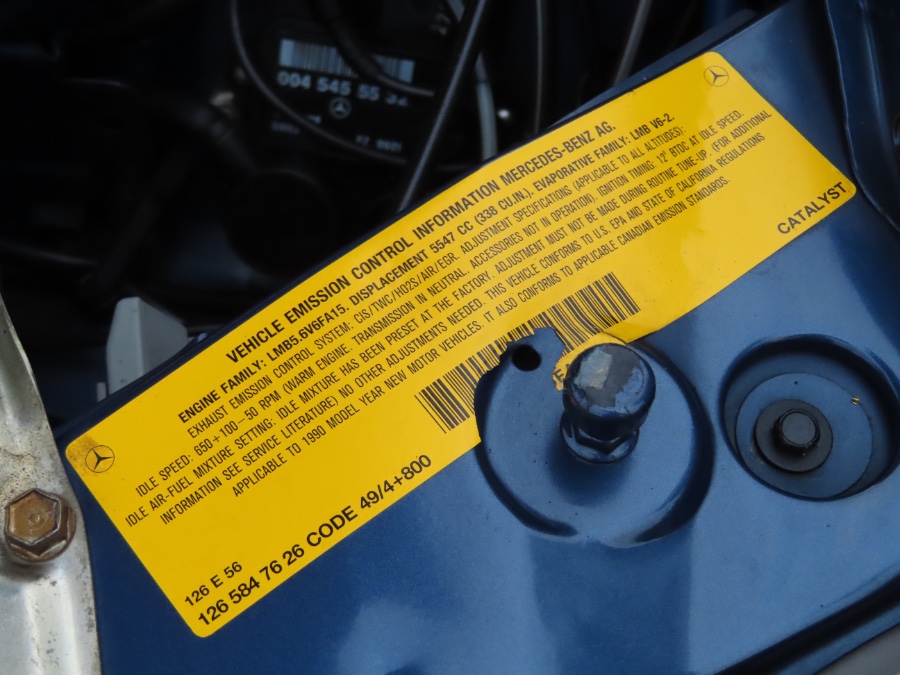 004 545 55 32
VEHICLE EMISSION CONTROL INFORMATION MERCEDES-BENZ AG.
ENGINE FAMILY: LMB5.6V6FA15. DISPLACEMENT 5547 CC (338 CU.IN), EVAPORATIVE FAMILY: LMB V6-2.
EXHAUST EMISSION CONTROL SYSTEM: CIS/TWC/HO2S/AIR/EGR. ADJUSTMENT SPECIFICATIONS (APPLICABLE TO ALL ALTITUDES):
IDLE SPEED: 650+100-50 RPM (WARM ENGINE, TRANSMISSION IN NEUTRAL, ACCESSORIES NOT IN OPERATION), IGNITION TIMING: 12° BTDC AT IDLE SPEED.
IDLE AIR-FUEL MIXTURE SETTING: IDLE MIXTURE HAS BEEN PRESET AT THE FACTORY. ADJUSTMENT MUST NOT BE MADE DURING ROUTINE TUNE-UP. (FOR ADDITIONAL
INFORMATION SEE SERVICE LITERATURE) NO OTHER ADJUSTMENTS NEEDED. THIS VEHICLE CONFORMS TO U.S. EPA AND STATE OF CALIFORNIA REGULATIONS
APPLICABLE TO 1990 MODEL YEAR NEW MOTOR VEHICLES. IT ALSO CONFORMS TO APPLICABLE CANADIAN EMISSION STANDARDS.
CATALYST
126 E 56
126 584 76 26 CODE 49/4+800